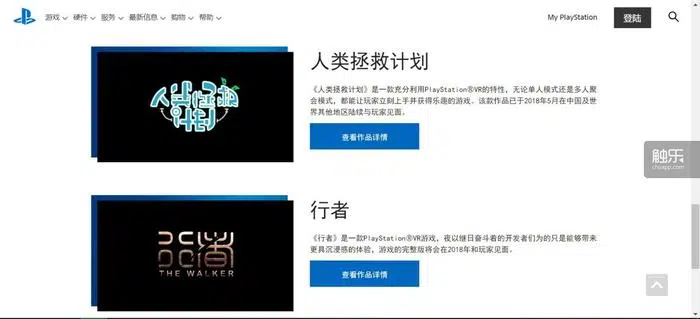 游戏 硬件 服务 最新信息 购物 帮助 My PlayStation 登陆
人类拯救计划
人类拯救计划
《人类拯救计划》是一款充分利用PlayStation®VR的特性，无论单人模式还是多人聚
会模式，都能让玩家立刻上手并获得乐趣的游戏。该款作品已于2018年5月在中国及世
界其他地区陆续与玩家见面。
查看作品详情
触乐
chuapp.com
行者
THE WALKER
行者
《行者》是一款PlayStation®VR游戏，夜以继日奋斗着的开发者们为的只是能够带来
更具沉浸感的体验，游戏的完整版将会在2018年和玩家见面。
查看作品详情